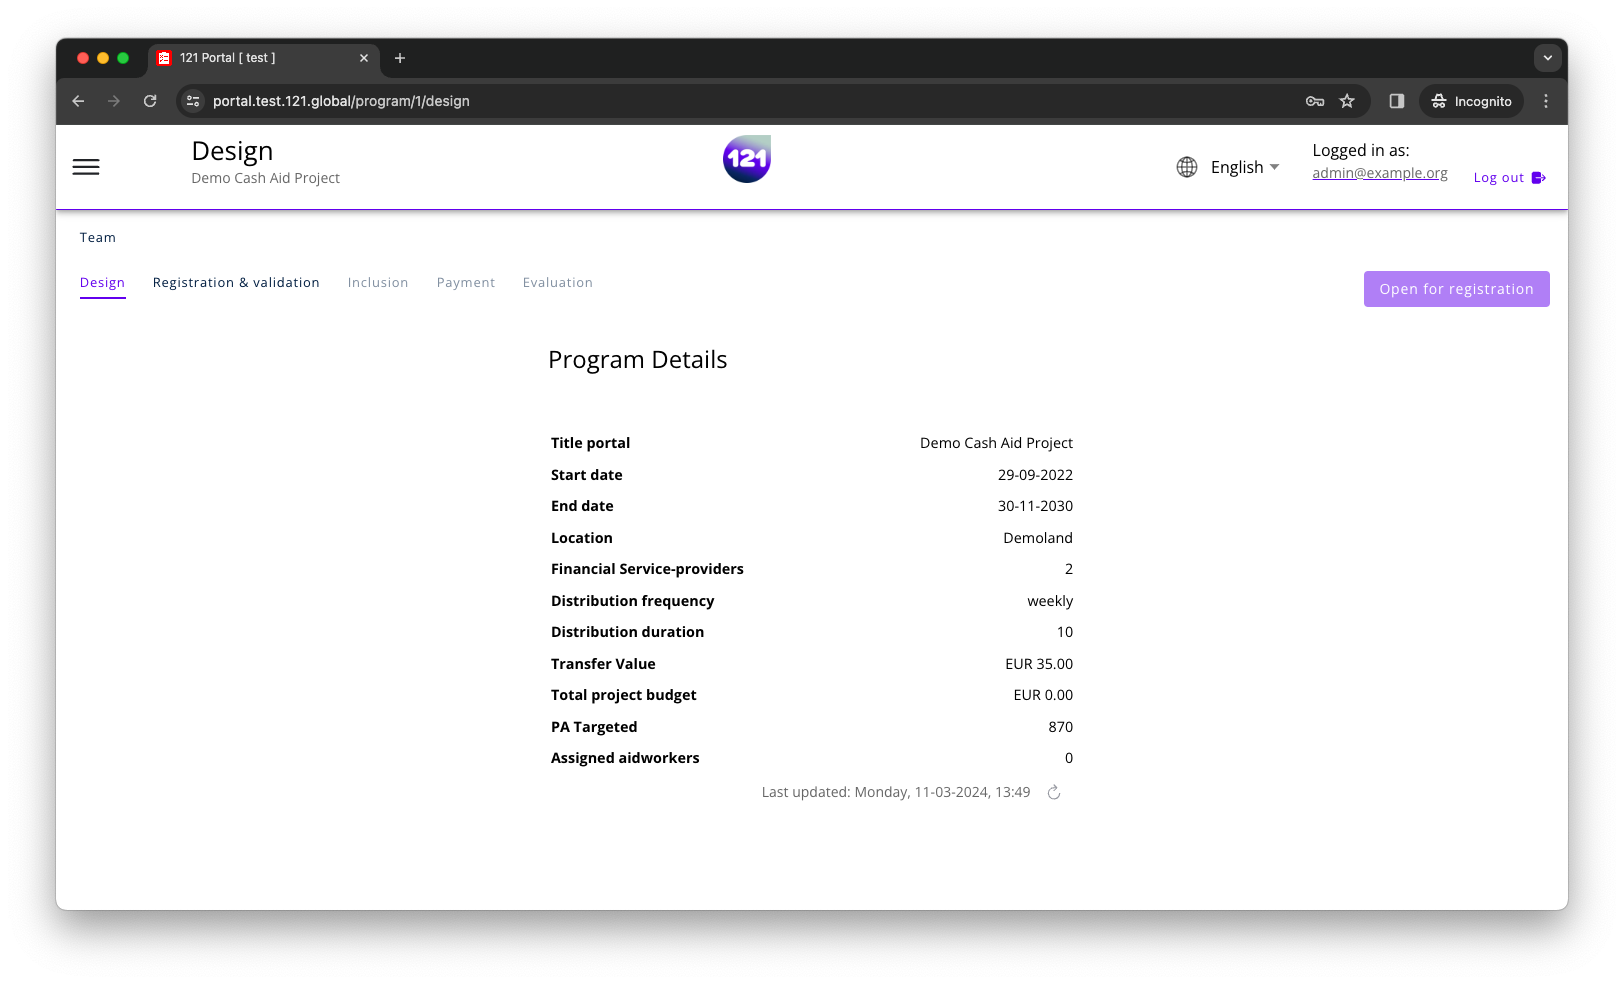 121 Portal [ test ]
portal.test.121.global/program/1/design
Incognito
Design
Demo Cash Aid Project
121
English
Logged in as:
admin@example.org
Log out
Team
Design Registration & validation Inclusion Payment Evaluation
Open for registration
Program Details
Title portal Demo Cash Aid Project
Start date 29-09-2022
End date 30-11-2030
Location Demoland
Financial Service-providers 2
Distribution frequency weekly
Distribution duration 10
Transfer Value EUR 35.00
Total project budget EUR 0.00
PA Targeted 870
Assigned aidworkers 0
Last updated: Monday, 11-03-2024, 13:49